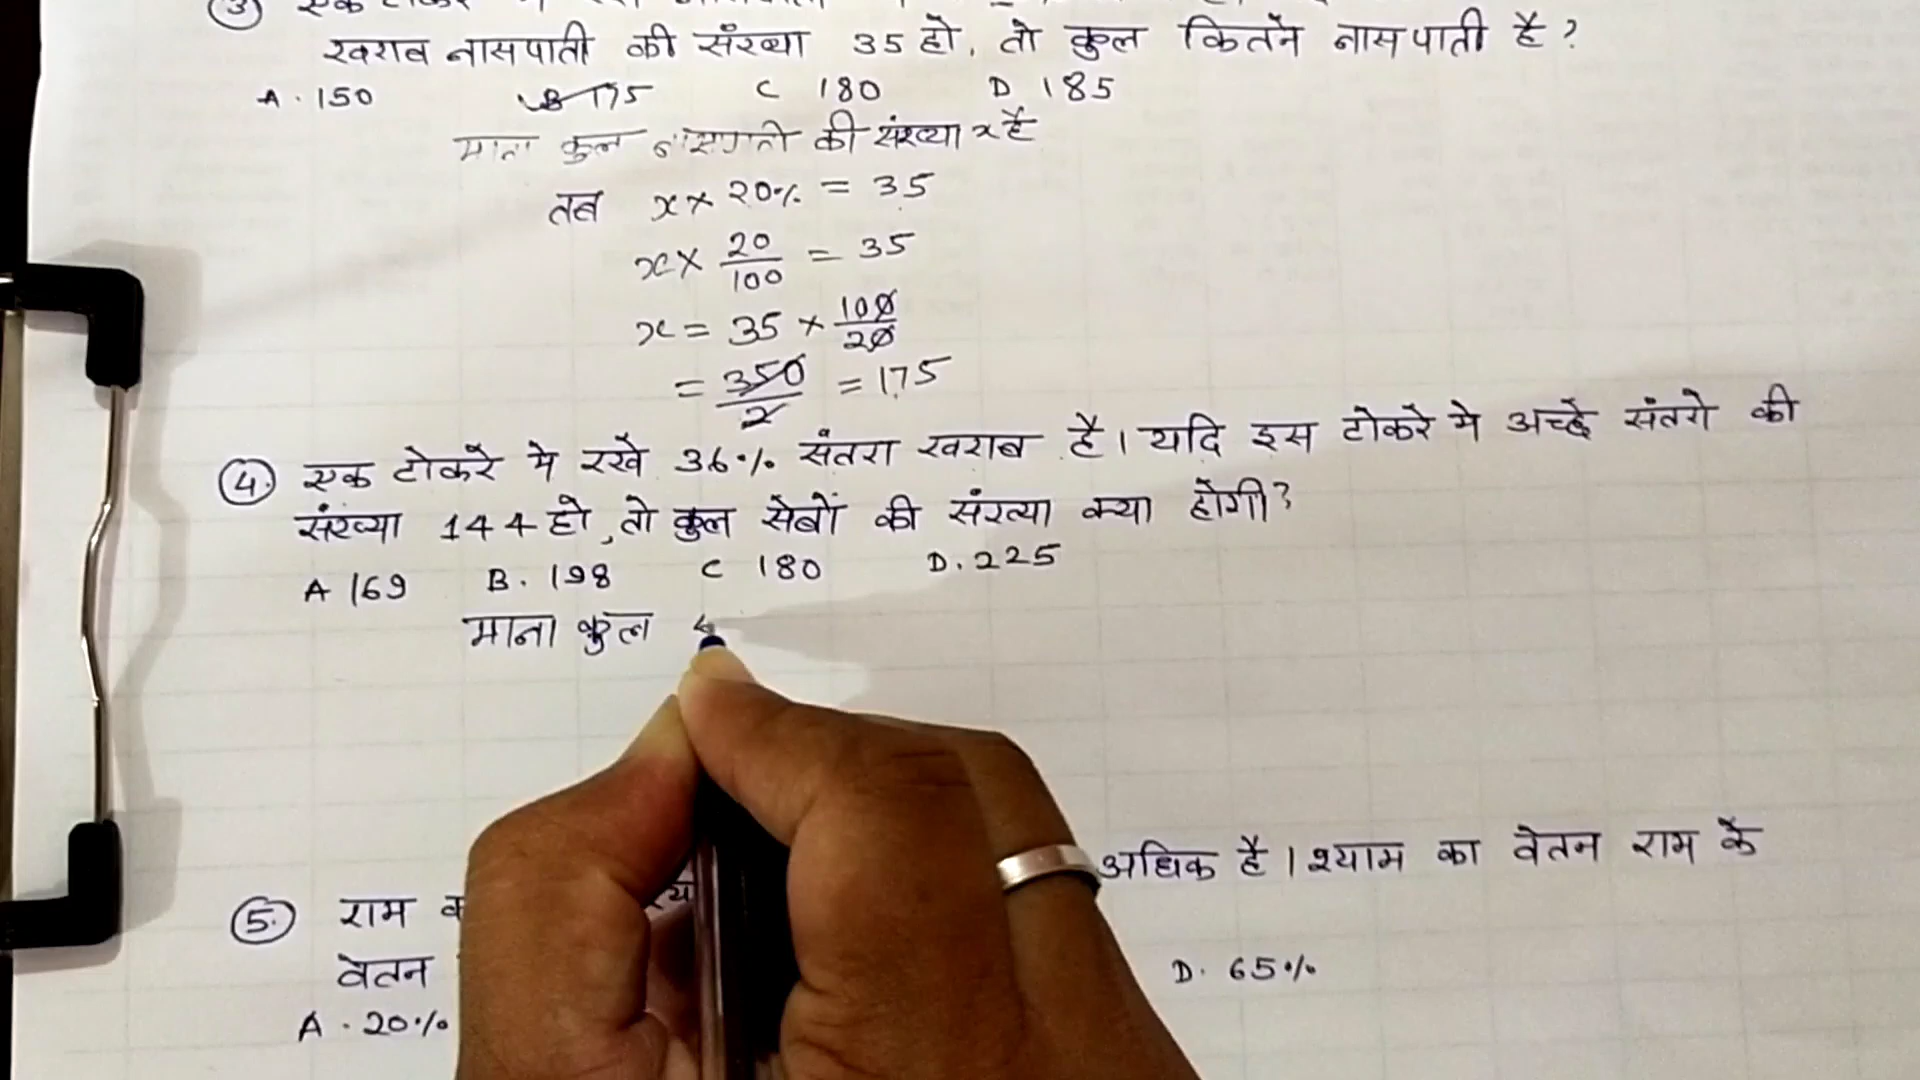 3
खराब नासपाती की संख्या 35 हो, तो कुल कितने नासपाती है?
A. 150 B 175 C 180 D 185
माना कुल नासपाती की संख्या x है
तब x × 20% = 35
x × 20/100 = 35
x = 35 × 100/20
= 350/2 = 175
4. एक टोकरे मे रखे 36% संतरा खराब है। यदि इस टोकरे मे अच्छे संतरो की
संख्या 144 हो, तो कुल सेबों की संख्या क्या होगी?
A 169 B. 198 C 180 D. 225
माना कुल
5. राम अधिक है। श्याम का वेतन राम के
वेतन
A. 20% D. 65%